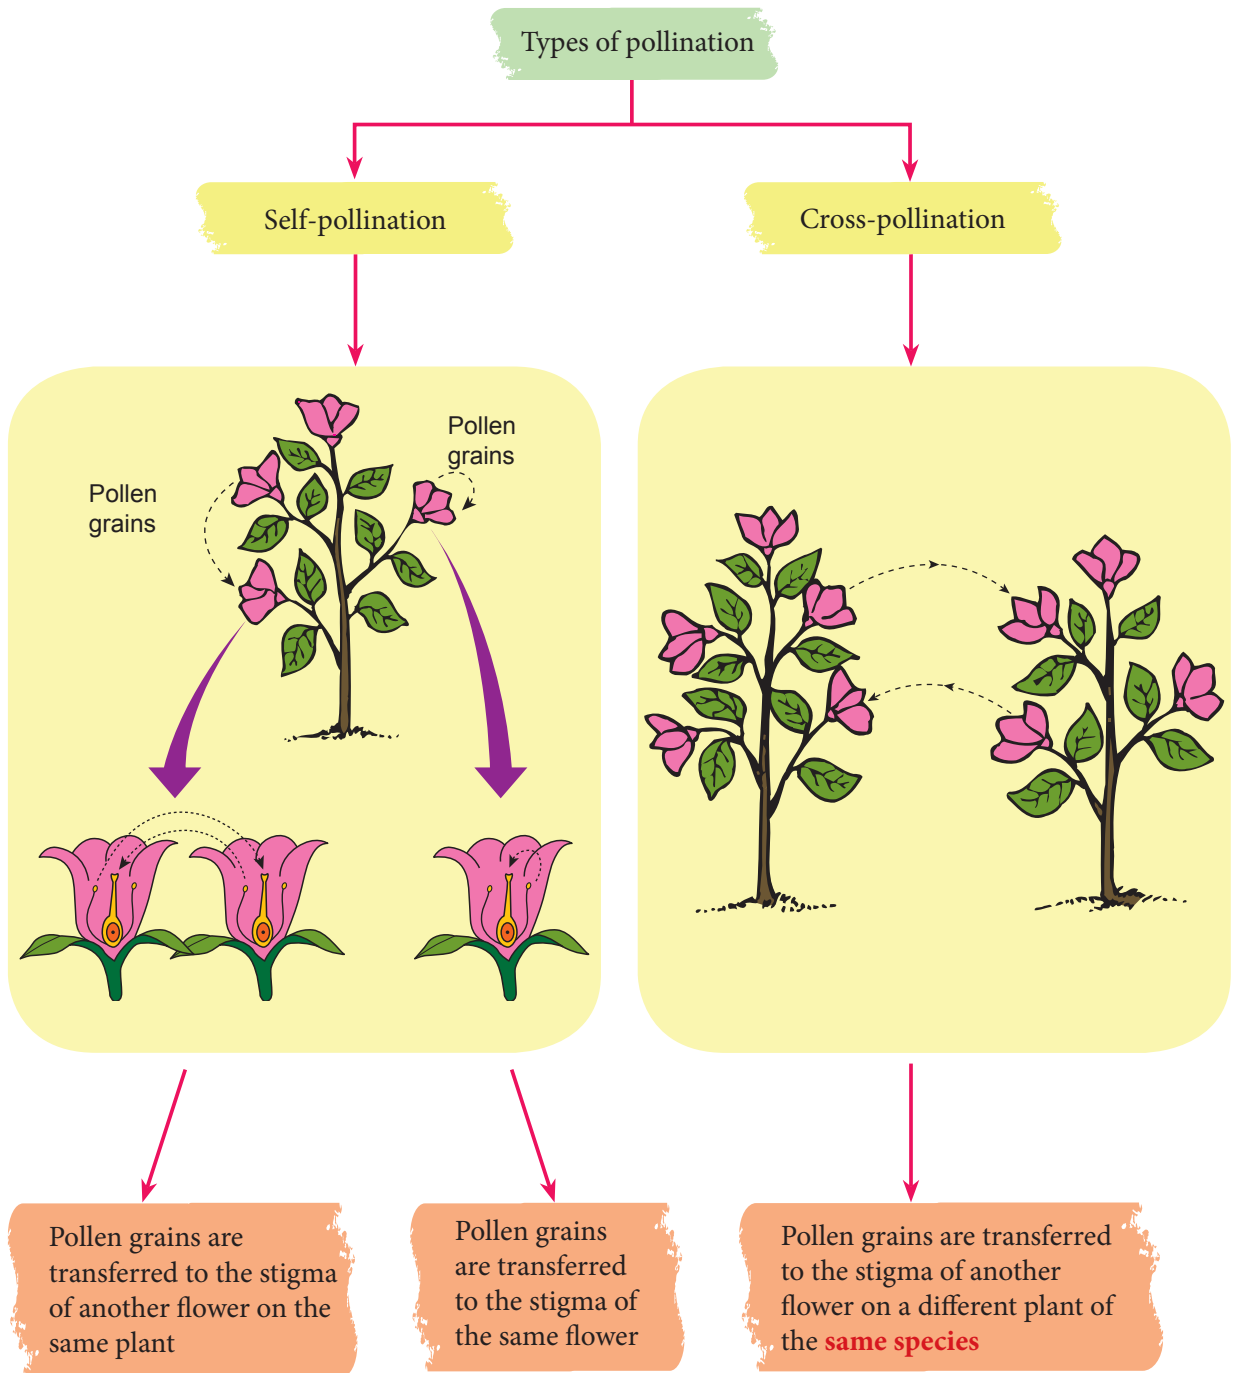 Types of pollination
Self-pollination
Cross-pollination
Pollen
grains
Pollen
grains
Pollen grains are
transferred to the stigma
of another flower on the
same plant
Pollen grains
are transferred
to the stigma of
the same flower
Pollen grains are transferred
to the stigma of another
flower on a different plant of
the same species